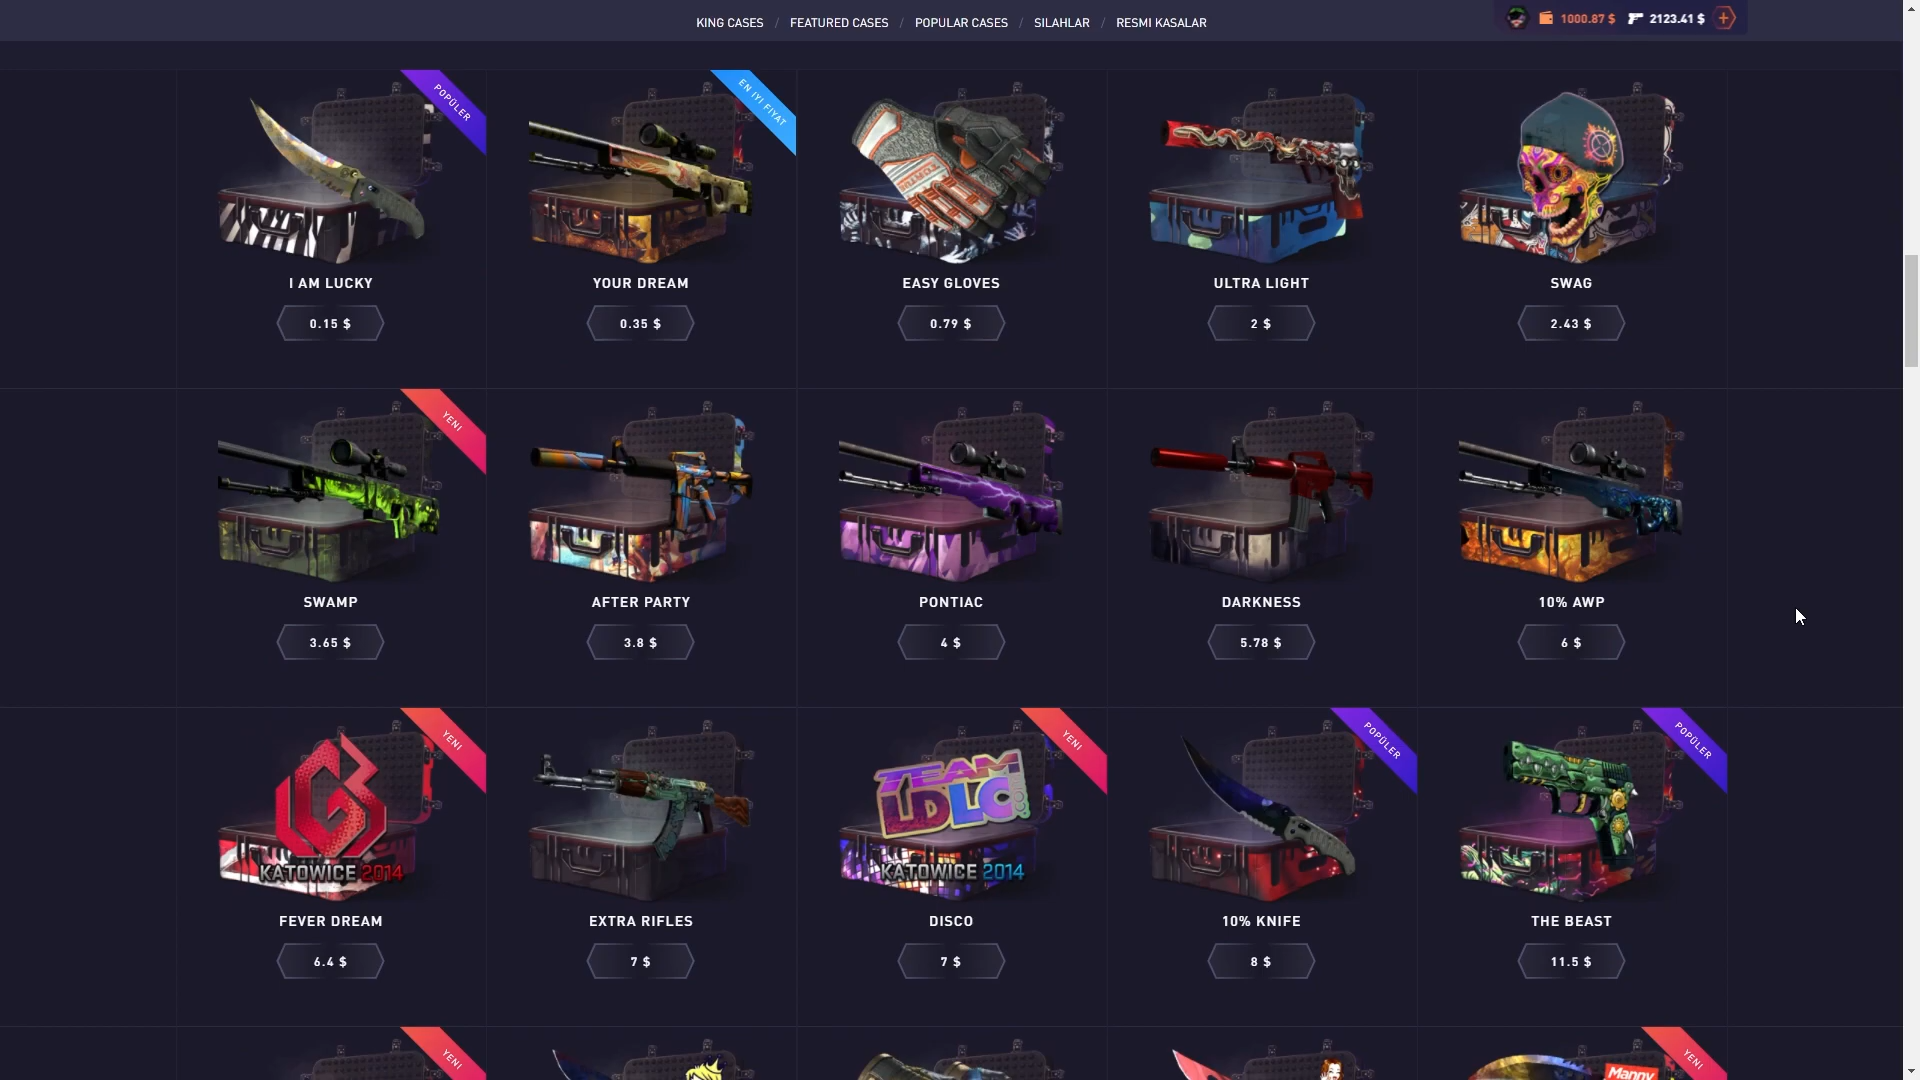 KING CASES / FEATURED CASES / POPULAR CASES / SILAHLAR / RESMI KASALAR
1000.87 $ 2123.41 $ +
POPÜLER
EN IYI FIYAT
I AM LUCKY
0.15 $
YOUR DREAM
0.35 $
EASY GLOVES
0.79 $
ULTRA LIGHT
2 $
SWAG
2.43 $
YENI
SWAMP
3.65 $
AFTER PARTY
3.8 $
PONTIAC
4 $
DARKNESS
5.78 $
10% AWP
6 $
YENI
KATOWICE 2014
FEVER DREAM
6.4 $
EXTRA RIFLES
7 $
YENI
TEAM
LDLC
.com
KATOWICE 2014
DISCO
7 $
POPÜLER
10% KNIFE
8 $
POPÜLER
THE BEAST
11.5 $
YENI
YENI
Manny